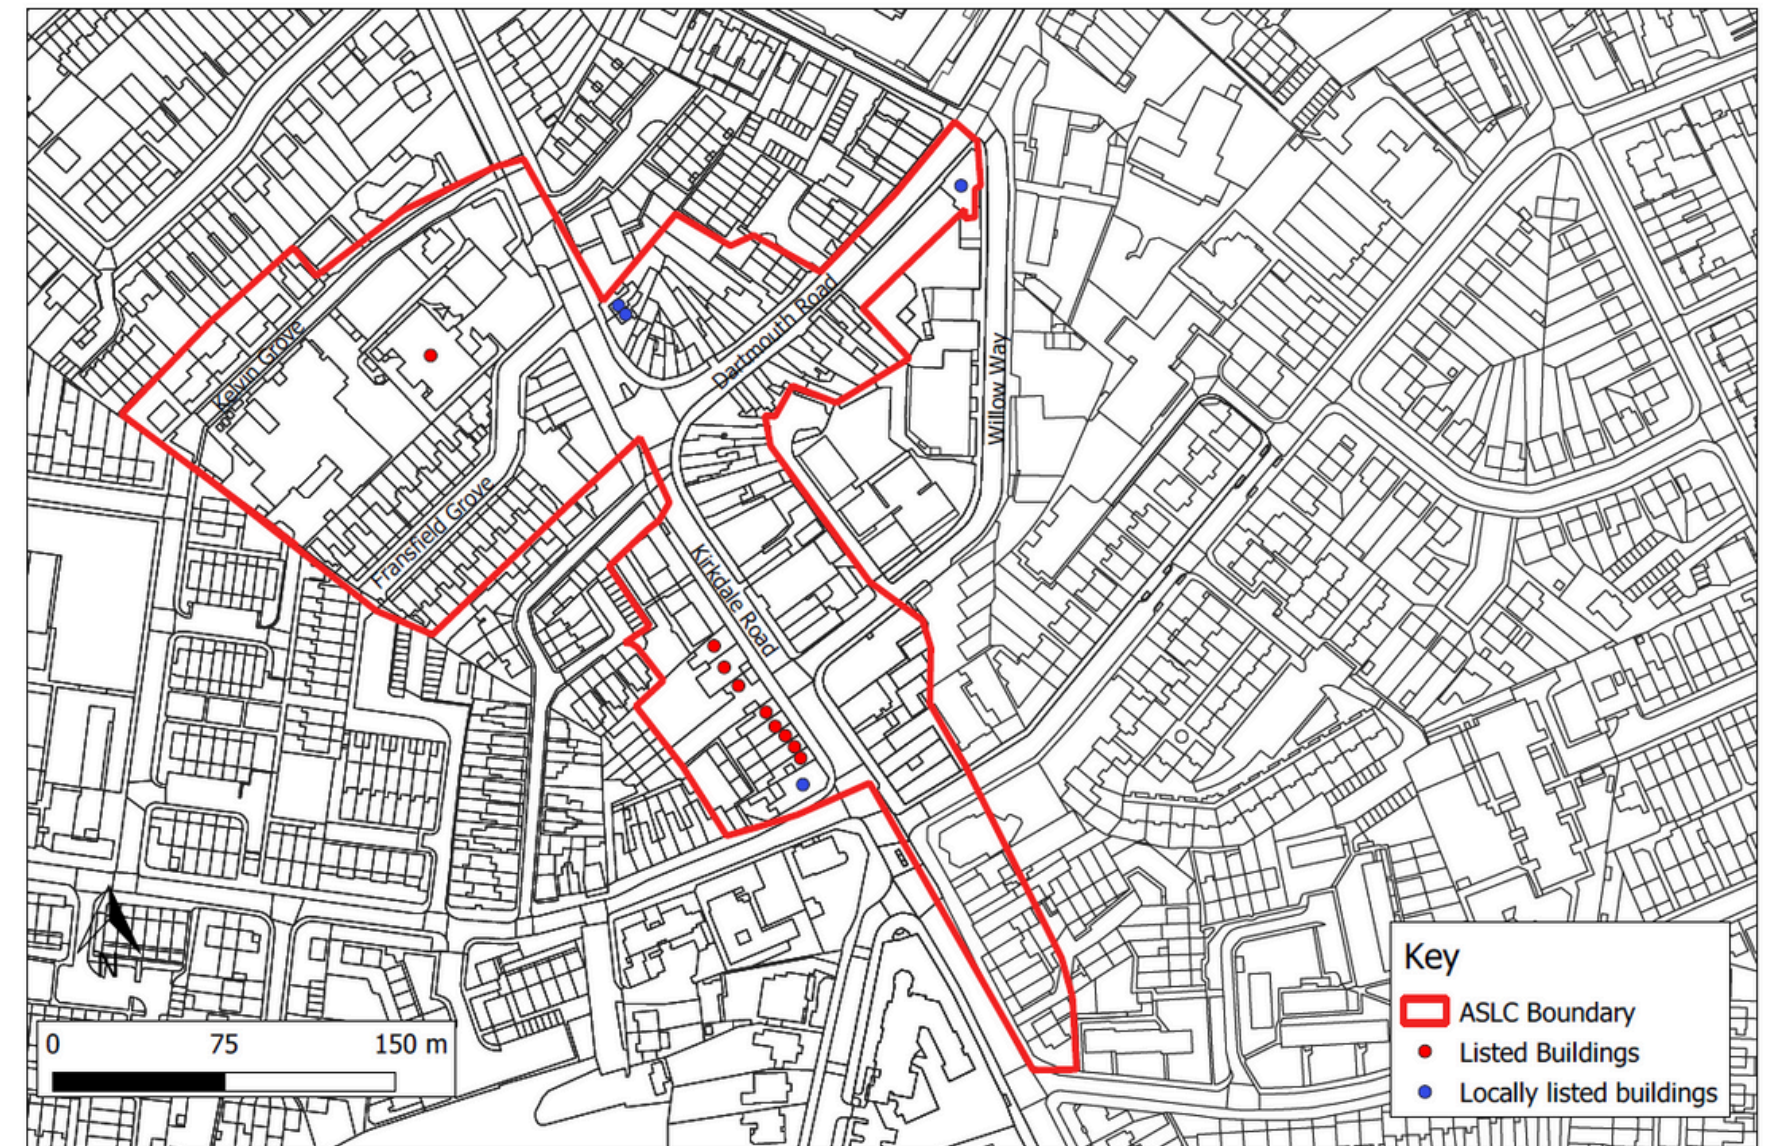 Kelvin Grove
Dartmouth Road
Willow Way
Fransfield Grove
Kirkdale Road
N
0 75 150 m
Key
ASLC Boundary
Listed Buildings
Locally listed buildings